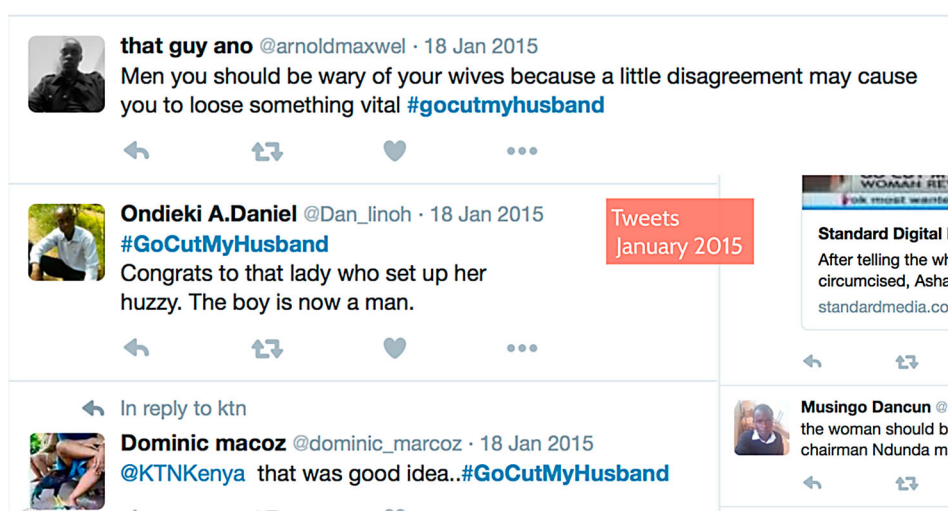 that guy ano @arnoldmaxwel · 18 Jan 2015
Men you should be wary of your wives because a little disagreement may cause
you to loose something vital #gocutmyhusband
Ondieki A.Daniel @Dan_linoh · 18 Jan 2015
#GoCutMyHusband
Congrats to that lady who set up her
huzzy. The boy is now a man.
In reply to ktn
Dominic macoz @dominic_marcoz · 18 Jan 2015
@KTNKenya that was good idea..#GoCutMyHusband
Tweets
January 2015
WOMAN
most
Standard Digital
After telling the
circumcised, Asha
standardmedia.co
Musingo Dancun @
the woman should
chairman Ndunda